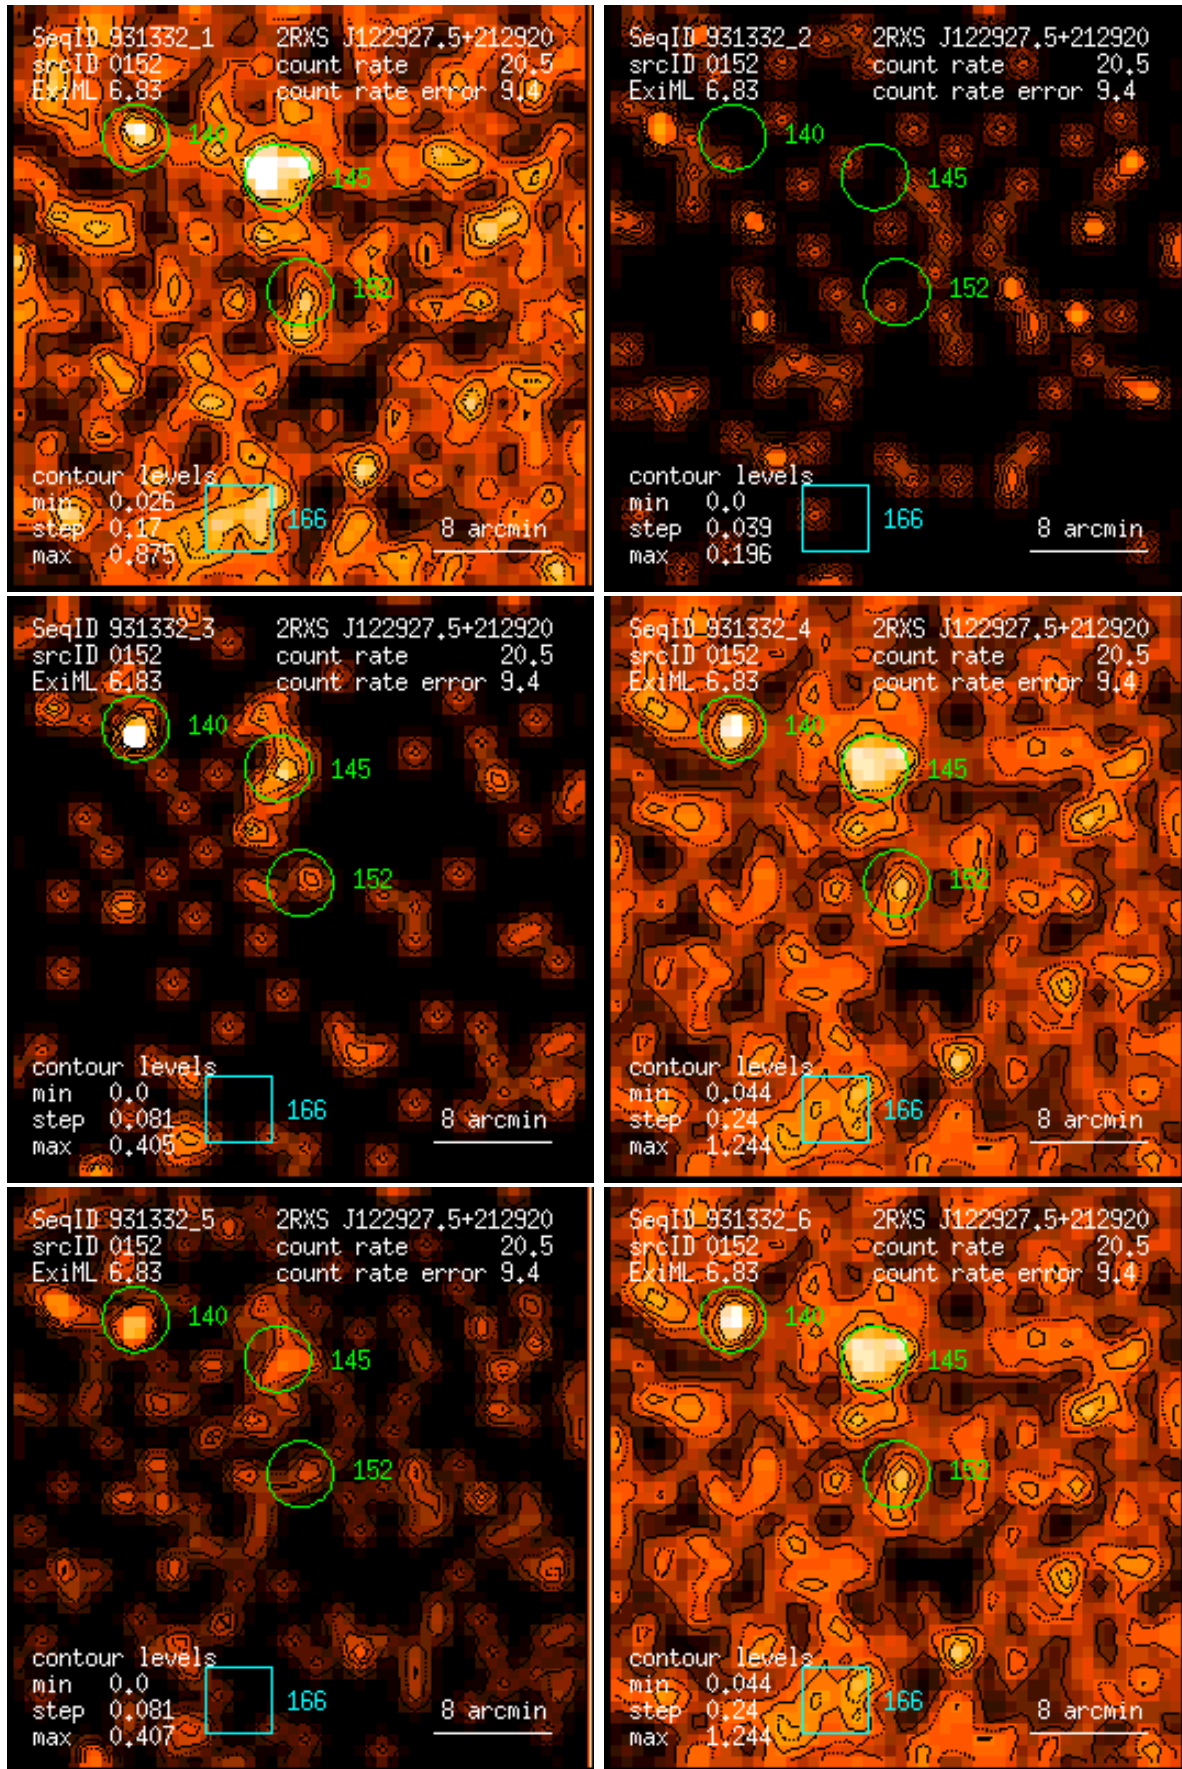 SeqID 931332_1 2RXS J122927.5+212920
srcID 0152 count rate 20.5
ExiML 6.83 count rate error 9.4
140
145
152
contour levels
min 0.026
step 0.17
max 0.875
166
8 arcmin
SeqID 931332_2 2RXS J122927.5+212920
srcID 0152 count rate 20.5
ExiML 6.83 count rate error 9.4
140
145
152
contour levels
min 0.0
step 0.039
max 0.196
166
8 arcmin
SeqID 931332_3 2RXS J122927.5+212920
srcID 0152 count rate 20.5
ExiML 6.83 count rate error 9.4
140
145
152
contour levels
min 0.0
step 0.081
max 0.405
166
8 arcmin
SeqID 931332_4 2RXS J122927.5+212920
srcID 0152 count rate 20.5
ExiML 6.83 count rate error 9.4
140
145
152
contour levels
min 0.044
step 0.24
max 1.244
166
8 arcmin
SeqID 931332_5 2RXS J122927.5+212920
srcID 0152 count rate 20.5
ExiML 6.83 count rate error 9.4
140
145
152
contour levels
min 0.0
step 0.081
max 0.407
166
8 arcmin
SeqID 931332_6 2RXS J122927.5+212920
srcID 0152 count rate 20.5
ExiML 6.83 count rate error 9.4
140
145
152
contour levels
min 0.044
step 0.24
max 1.244
166
8 arcmin